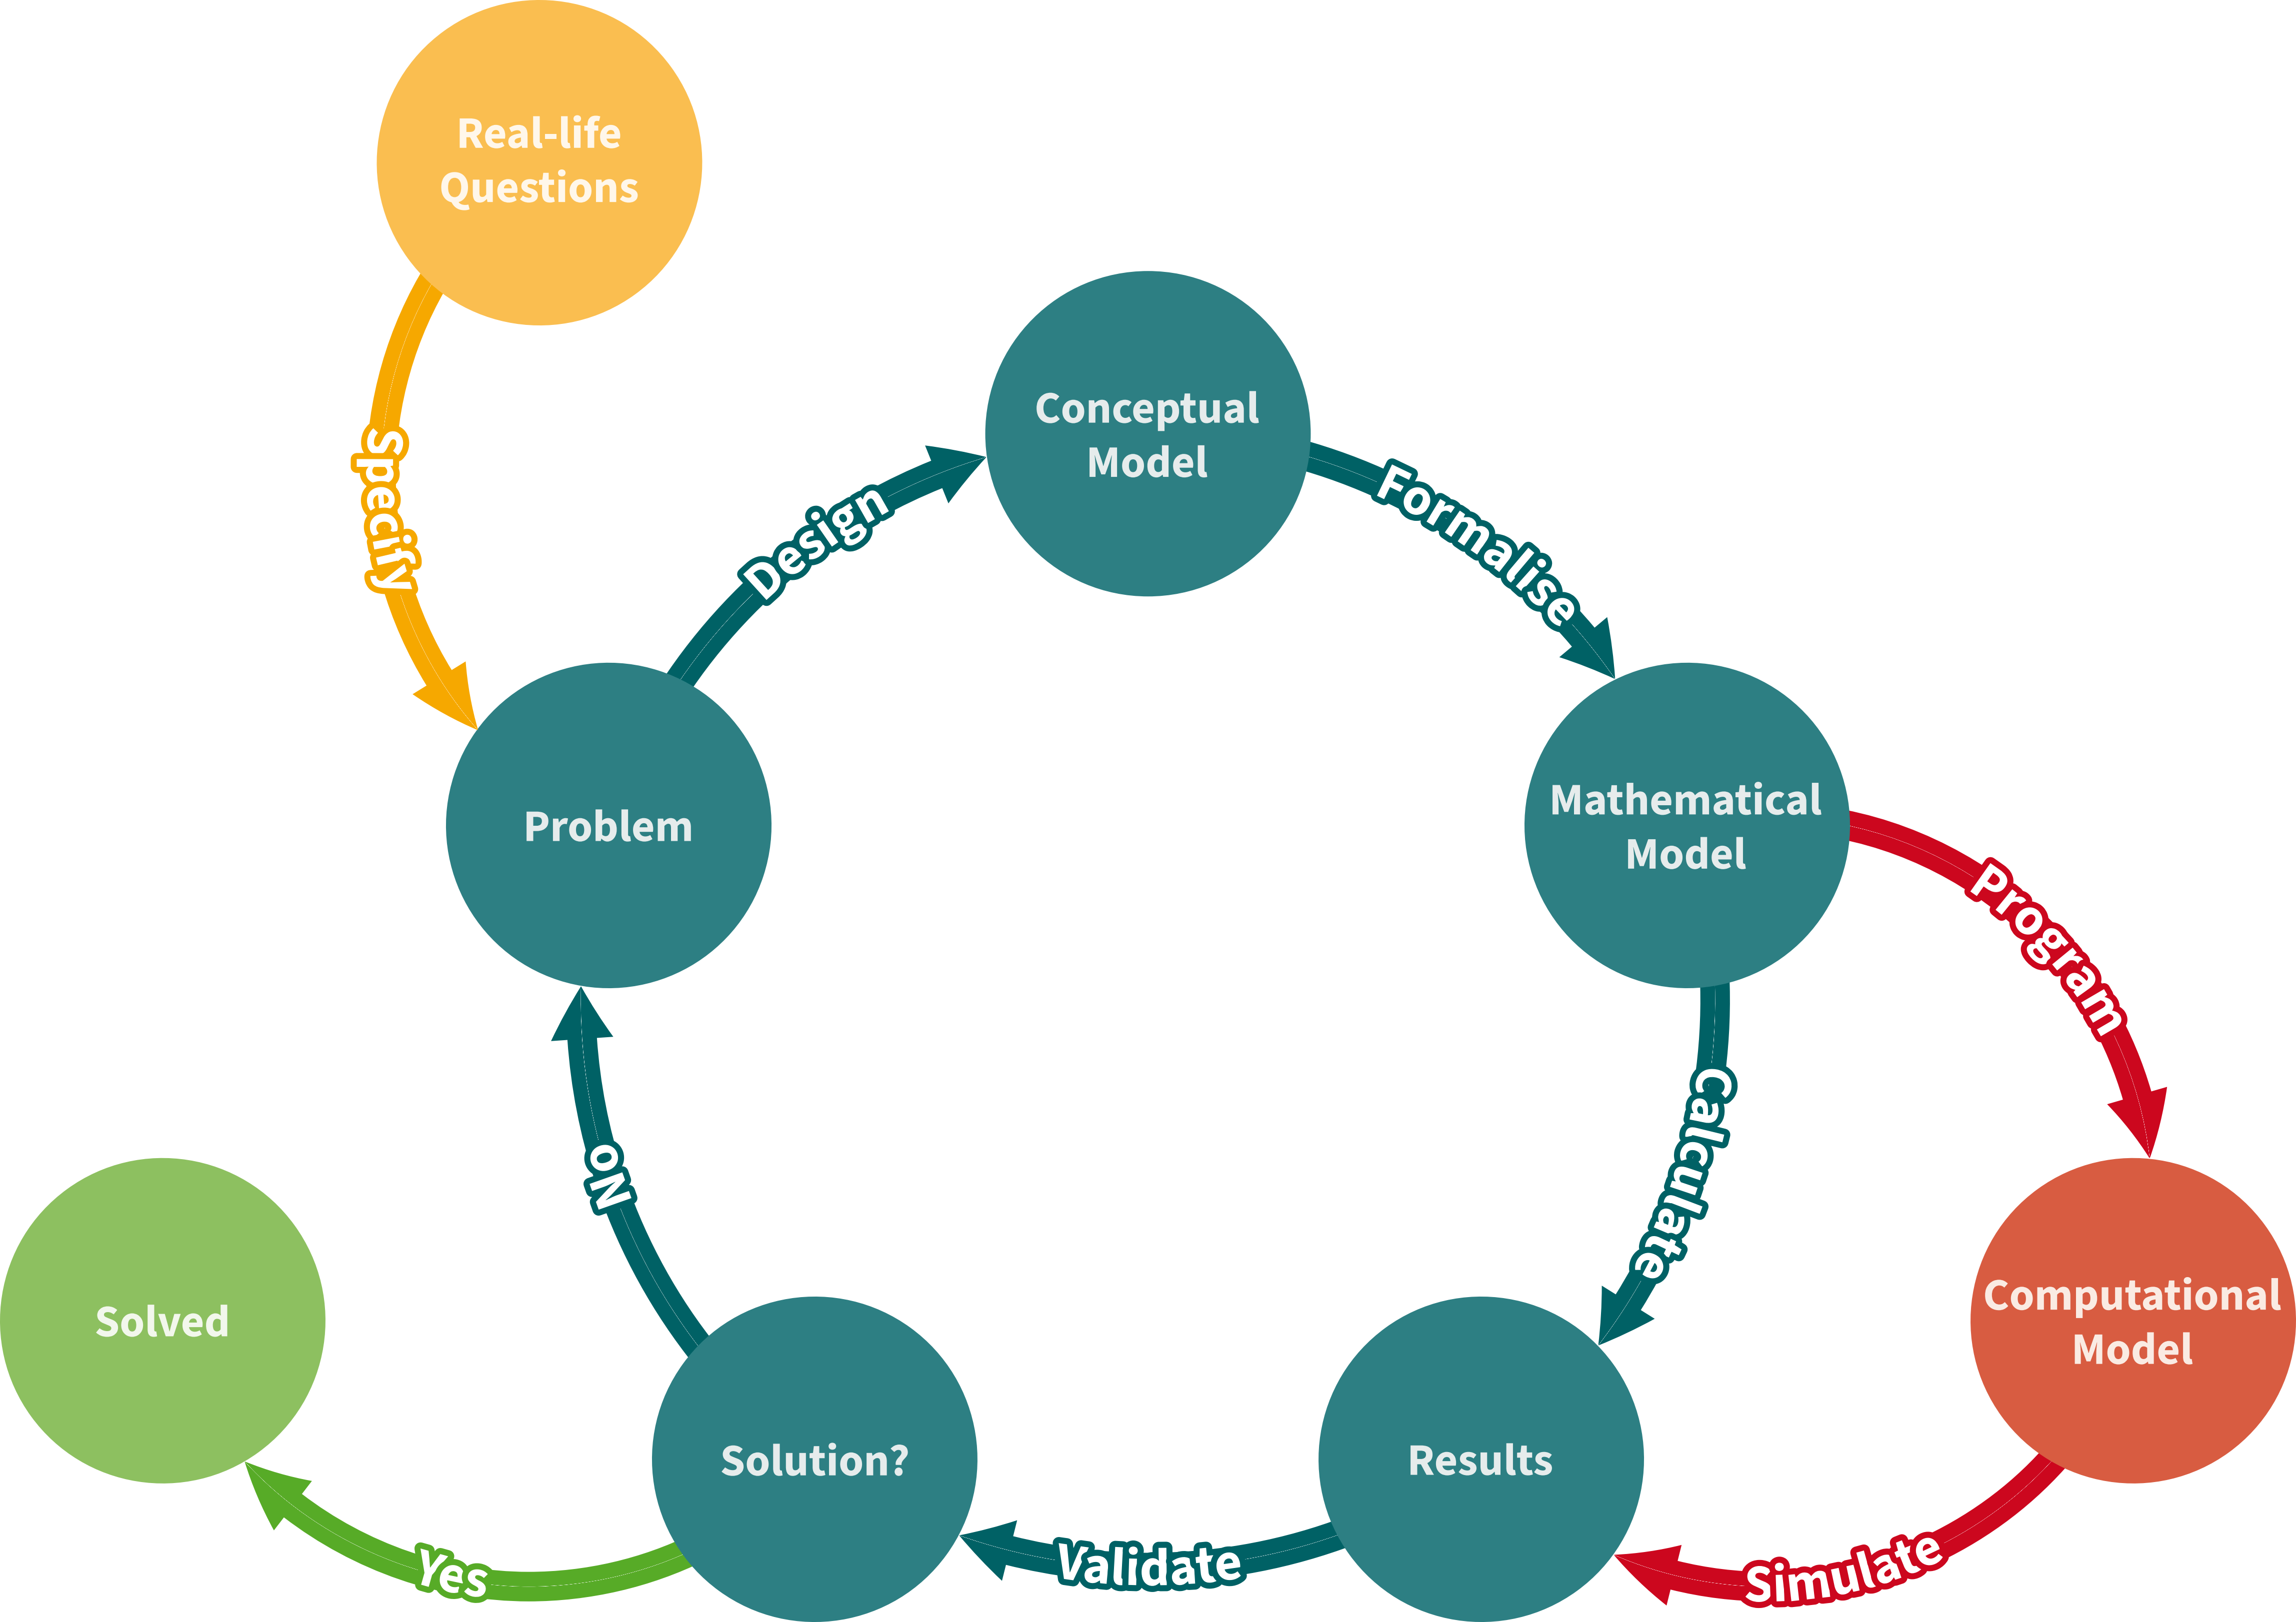 Real-life
Questions
Specify
Problem
Design
Conceptual
Model
Formalise
Mathematical
Model
Program
Computational
Model
Simulate
Calculate
Results
Validate
Solution?
No
Yes
Solved